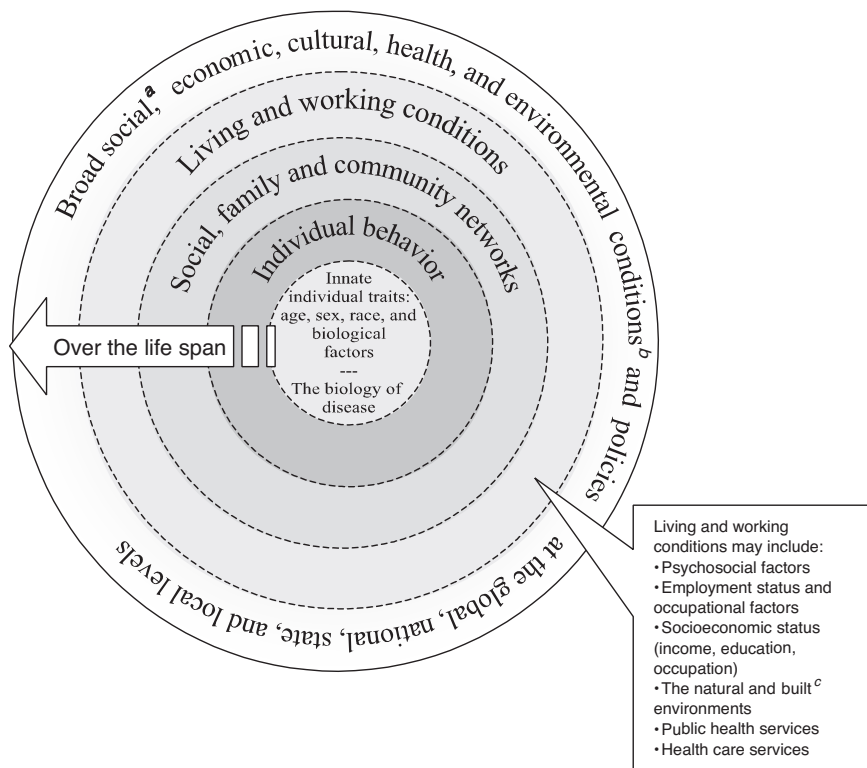 Broad social,a economic, cultural, health, and environmental conditionsb and policies
at the global, national, state, and local levels
Living and working conditions
Social, family and community networks
Individual behavior
Innate
individual traits:
age, sex, race, and
biological
factors
---
The biology of
disease
Over the life span
Living and working
conditions may include:
•Psychosocial factors
•Employment status and
occupational factors
•Socioeconomic status
(income, education,
occupation)
•The natural and builtc
environments
•Public health services
•Health care services